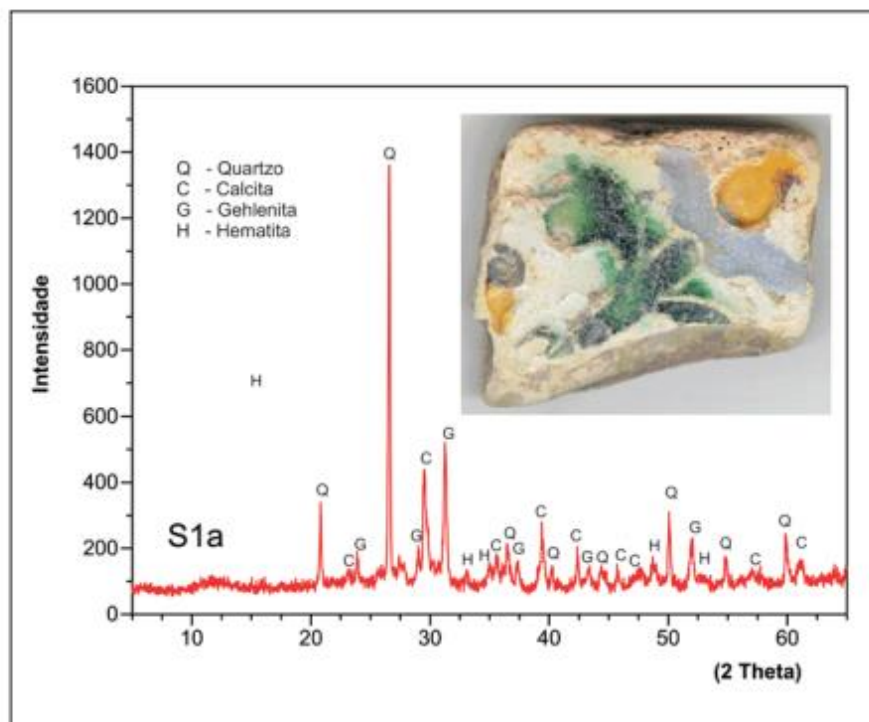 1600
1400
1200
1000
800
600
400
200
0
Intensidade
Q - Quartzo
C - Calcita
G - Gehlenita
H - Hematita
H
S1a
Q
C
G
Q
G
C
G
H
H
C
Q
G
C
Q
C
G
Q
C
C
H
Q
G
H
Q
C
Q
C
10 20 30 40 50 60
(2 Theta)